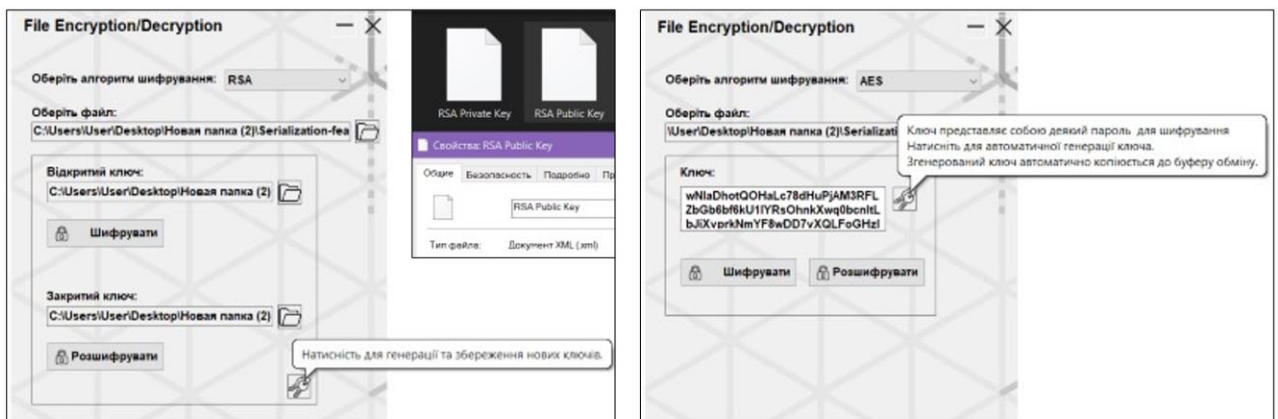 File Encryption/Decryption
Оберіть алгоритм шифрування: RSA
Оберіть файл:
C:\Users\User\Desktop\Новая папка (2)\Serialization-fea
Відкритий ключ:
C:\Users\User\Desktop\Новая папка (2)
Шифрувати
Закритий ключ:
C:\Users\User\Desktop\Новая папка (2)
Розшифрувати
Натисність для генерації та збереження нових ключів.
RSA Private Key RSA Public Key
Свойства: RSA Public Key
Общие Безопасность Подробно Пр
RSA Public Key
Тип файла: Документ XML (.xml)
File Encryption/Decryption
Оберіть алгоритм шифрування: AES
Оберіть файл:
\User\Desktop\Новая папка (2)\Serializati
Ключ представляє собою деякий пароль для шифрування
Натисніть для автоматичної генерації ключа.
Згенерований ключ автоматично копіюється до буферу обміну.
Ключ:
wNlaDhotQOHaLc78dHuPjAM3RFL
ZbGb6bf6kU1lYRsOhnkXwq0bcnItL
bJiXvprkNmYF8wDD7vXQLFoGHzl
Шифрувати Розшифрувати